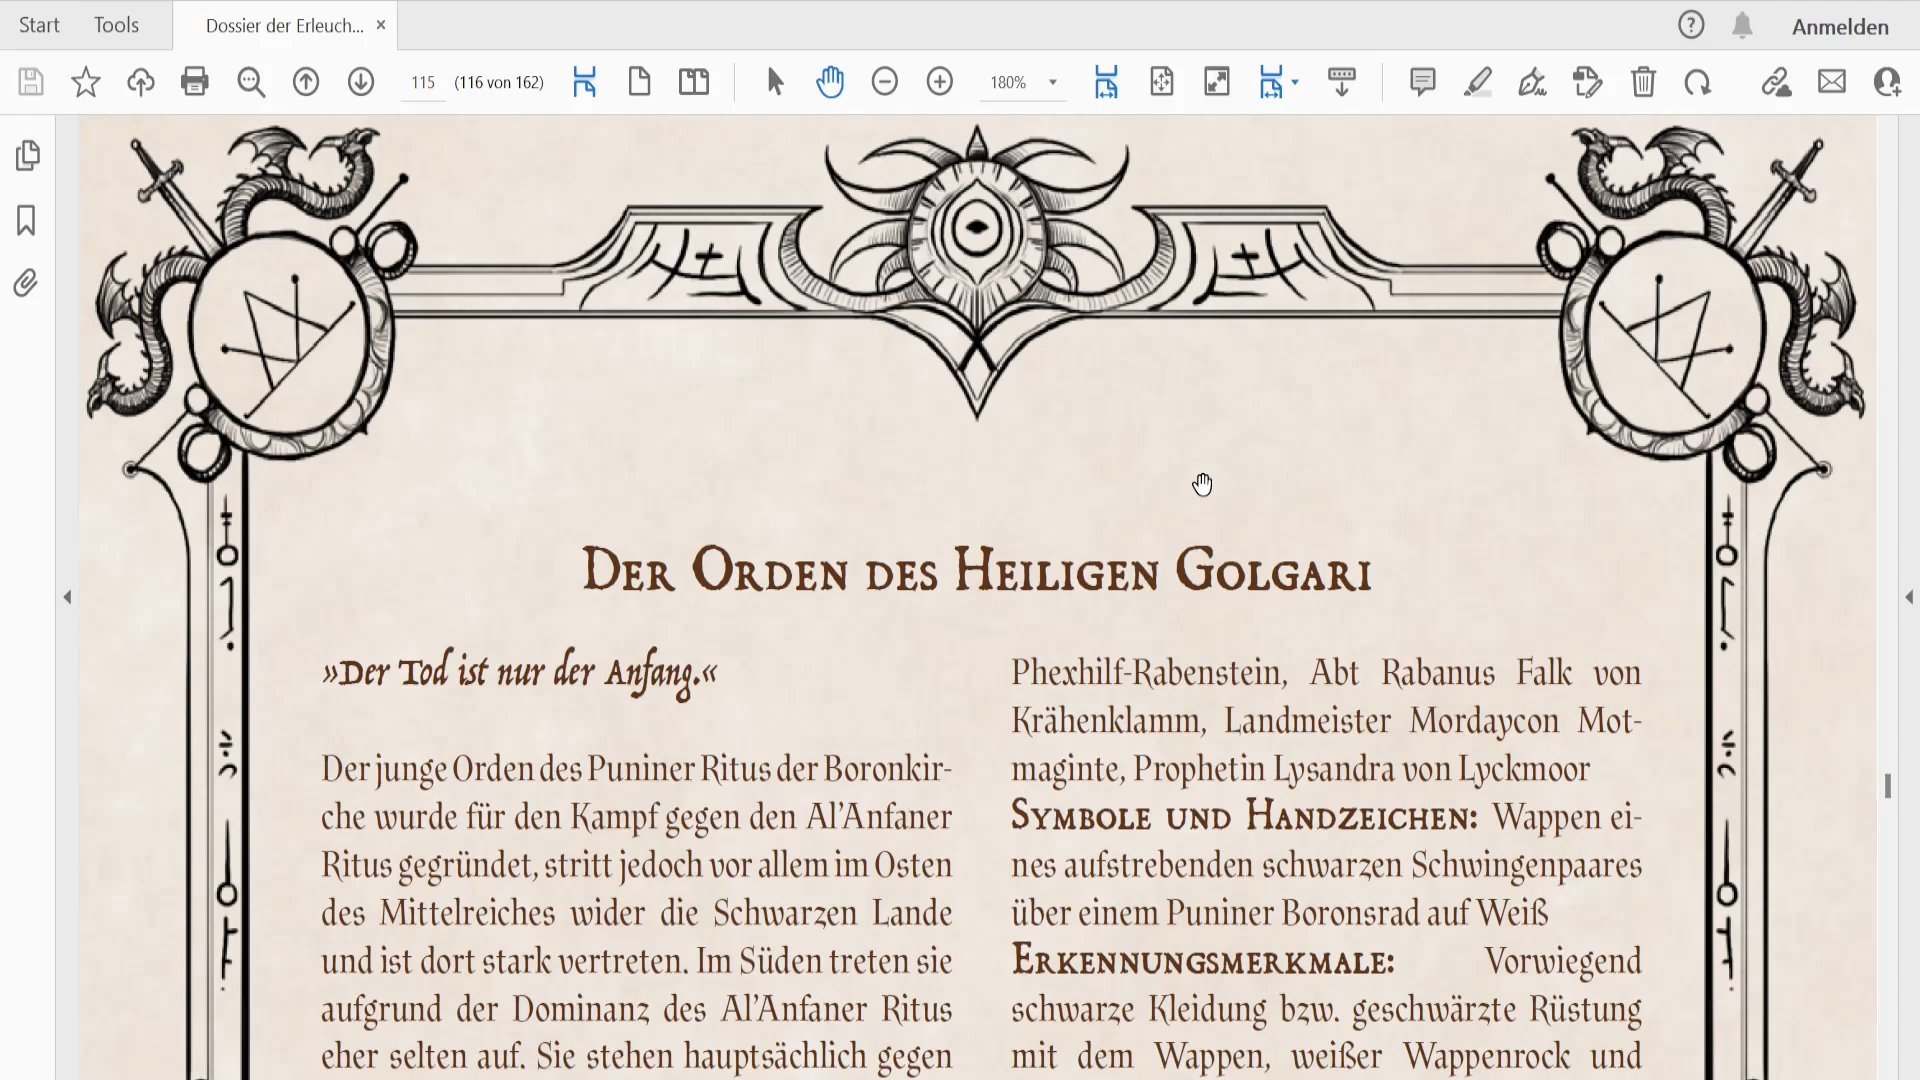 Start Tools Dossier der Erleuch... × Anmelden
115 (116 von 162) 180%
Der Orden des Heiligen Golgari
»Der Tod ist nur der Anfang.«
Der junge Orden des Puniner Ritus der Boronkir-
che wurde für den Kampf gegen den Al'Anfaner
Ritus gegründet, stritt jedoch vor allem im Osten
des Mittelreiches wider die Schwarzen Lande
und ist dort stark vertreten. Im Süden treten sie
aufgrund der Dominanz des Al'Anfaner Ritus
eher selten auf. Sie stehen hauptsächlich gegen
Phexhilf-Rabenstein, Abt Rabanus Falk von
Krähenklamm, Landmeister Mordaycon Mot-
maginte, Prophetin Lysandra von Lyckmoor
Symbole und Handzeichen: Wappen ei-
nes aufstrebenden schwarzen Schwingenpaares
über einem Puniner Boronsrad auf Weiß
Erkennungsmerkmale: Vorwiegend
schwarze Kleidung bzw. geschwärzte Rüstung
mit dem Wappen, weißer Wappenrock und